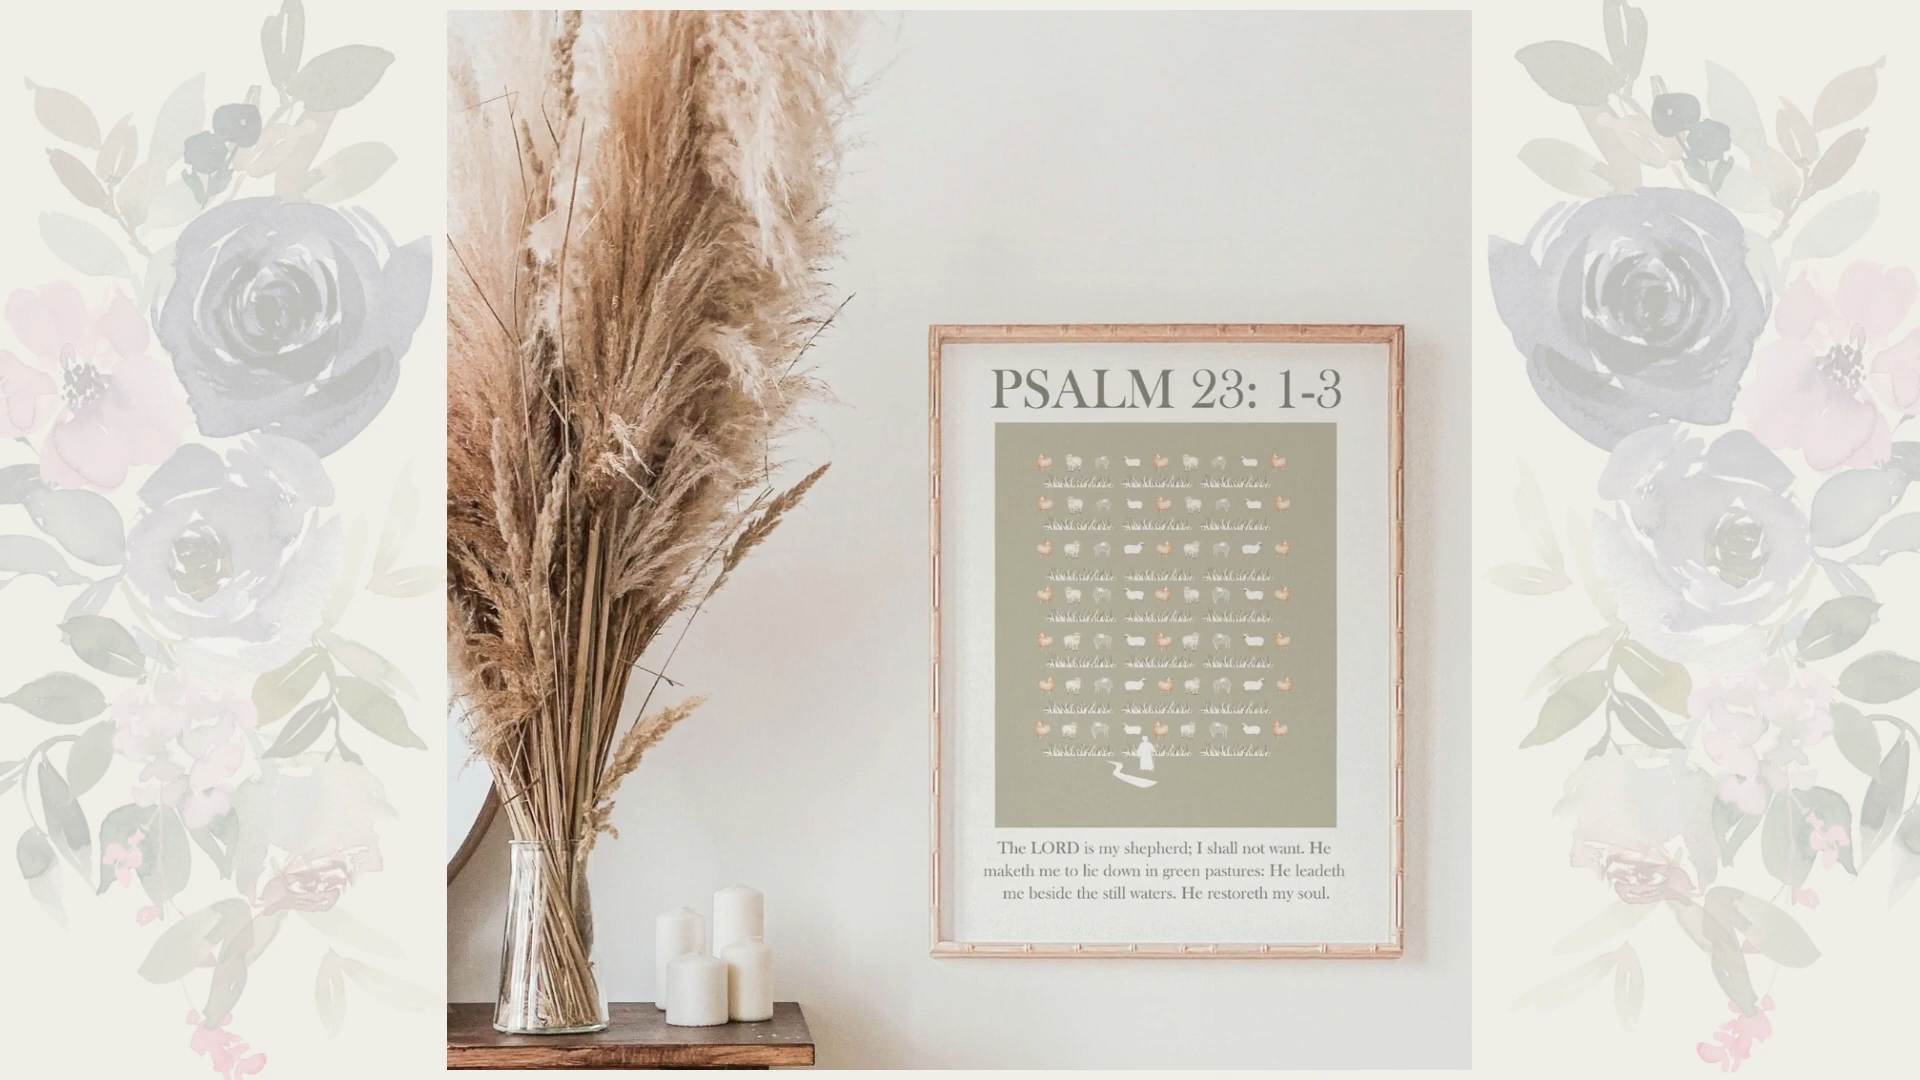 PSALM 23: 1-3
The LORD is my shepherd; I shall not want. He
maketh me to lie down in green pastures: He leadeth
me beside the still waters. He restoreth my soul.